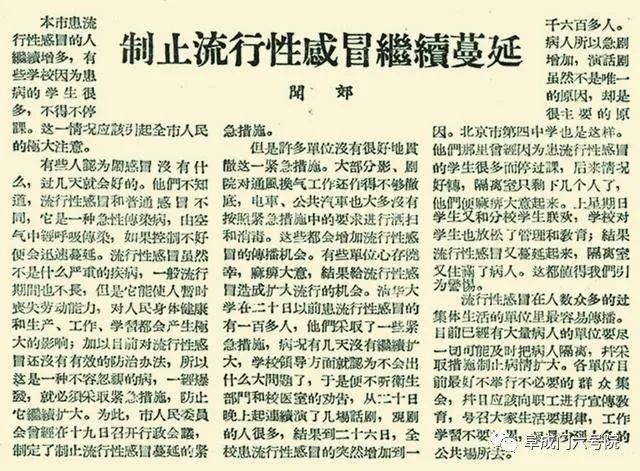 制止流行性感冒繼續蔓延
聞郊
本市患流
行性感冒的人
繼續增多，有
些学校因为患
病的学生很
多，不得不停
課。这一情况应該引起全市人民
的極大注意。
有些人認为鬧感冒沒有什
么，过几天就会好的。他們不知
道，流行性感冒和普通感冒不
同，它是一种急性傳染病，由空
气中經呼吸傳染，如果控制不好
便会迅速蔓延。流行性感冒虽然
不是什么严重的疾病，一般流行
期間也不長，但是它能使人暫时
丧失劳动能力，对人民身体健康
和生产、工作、学習都会产生極
大的影响；加以目前对流行性感
冒还沒有有效的防治办法，所以
这是一种不容忽視的病，一經爆
發，就必須采取紧急措施，防止
它繼續扩大。为此，市人民委員
会曾經在十九日召开行政会議，
制定了制止流行性感冒蔓延的紧
急措施。
但是許多單位沒有很好地貫
徹这一紧急措施。大部分影、劇
院对通風換气工作还作得不够徹
底，电車、公共汽車也大多沒有
按照紧急措施中的要求进行洒扫
和消毒。这些都会增加流行性感
冒的傳播机会。有些單位心存僥
幸，麻痹大意，結果給流行性感
冒造成扩大流行的机会。清华大
学在二十日以前患流行性感冒的
有一百多人，他們采取了一些紧
急措施，病况有几天沒有繼續扩
大，学校領导方面就認为不会出
什么大問題了，于是便不听衛生
部門和校医室的劝告，从二十日
晚上起連續演了几場話劇，观劇
的人很多，結果到二十六日，全
校患流行性感冒的突然增加到一
千六百多人。
病人所以急劇
增加，演話劇
虽然不是唯一
的原因，却是
很主要的原
因。北京市第四中学也是这样。
他們那里曾經因为患流行性感冒
的学生很多而停过課，后来情况
好轉，隔离室只剩下几个人了，
他們便麻痹大意起来。上星期日
学生又和分校学生联欢，学校对
学生也放松了管理和教育；結果
流行性感冒又蔓延起来，隔离室
又住滿了病人。这都值得我們引
为警惕。
流行性感冒在人数众多的过
集体生活的單位里最容易傳播。
目前已經有大量病人的單位要尽
一切可能及时把病人隔离，幷采
取措施制止病情扩大。各單位目
前最好不举行不必要的群众集
会，幷且应該向职工进行宣傳教
育，号召大家生活要規律，工作
学習不要
公共場所去。
阜成门六号院